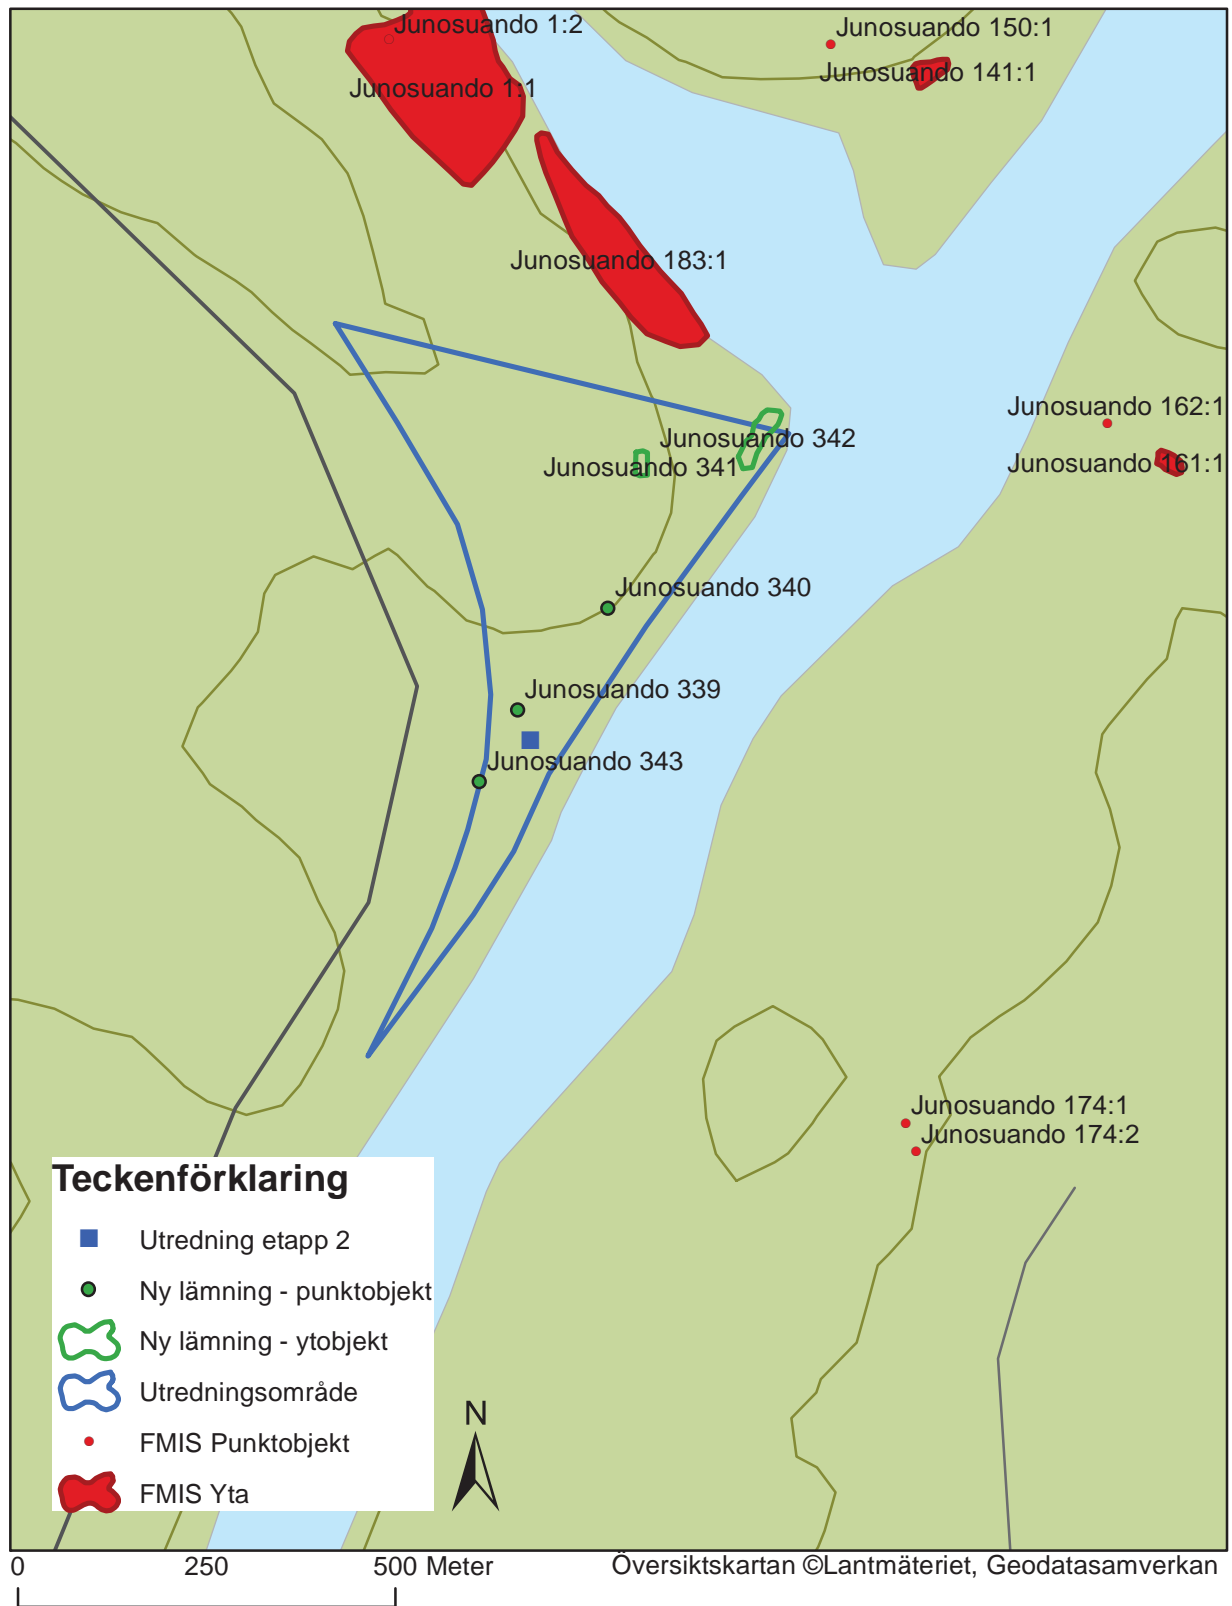 Junosuando 1:2
Junosuando 150:1
Junosuando 141:1
Junosuando 1:1
Junosuando 183:1
Junosuando 162:1
Junosuando 342
Junosuando 161:1
Junosuando 341
Junosuando 340
Junosuando 339
Junosuando 343
Junosuando 174:1
Junosuando 174:2
Teckenförklaring
Utredning etapp 2
Ny lämning - punktobjekt
Ny lämning - ytobjekt
Utredningsområde
FMIS Punktobjekt
FMIS Yta
N
0 250 500 Meter
Översiktskartan ©Lantmäteriet, Geodatasamverkan